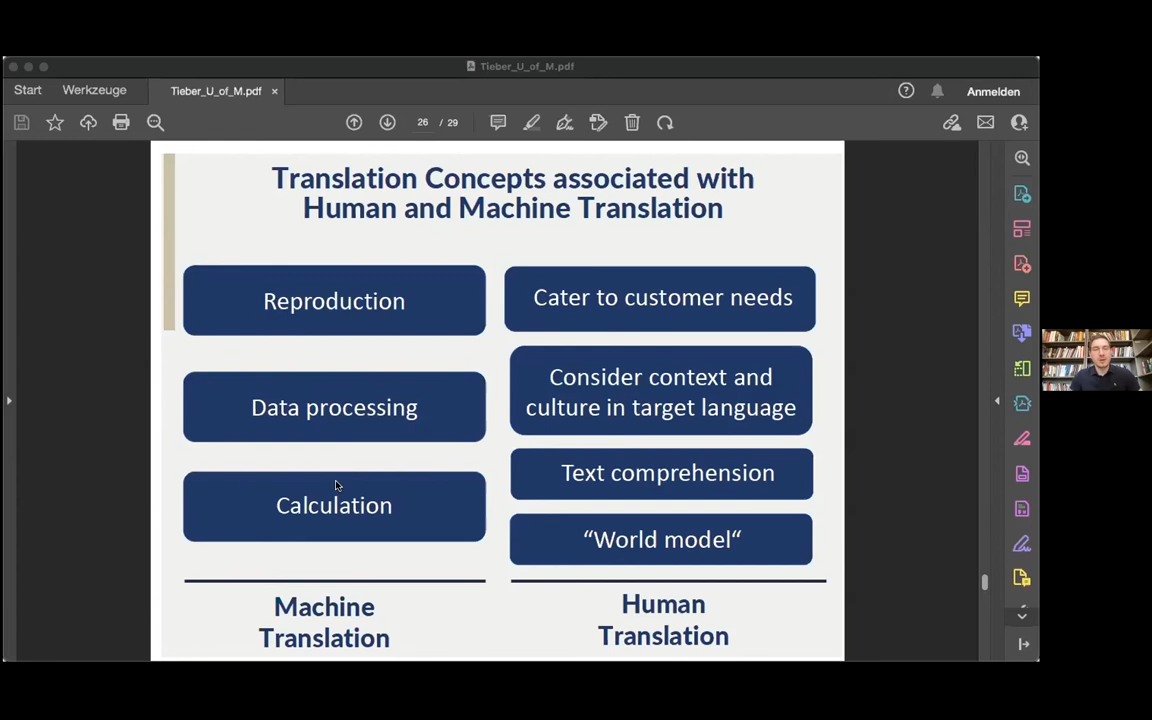 Tieber_U_of_M.pdf
Start
Werkzeuge
Tieber_U_of_M.pdf
Anmelden
26 / 29
Translation Concepts associated with
Human and Machine Translation
Reproduction
Cater to customer needs
Data processing
Consider context and
culture in target language
Calculation
Text comprehension
“World model“
Machine
Translation
Human
Translation